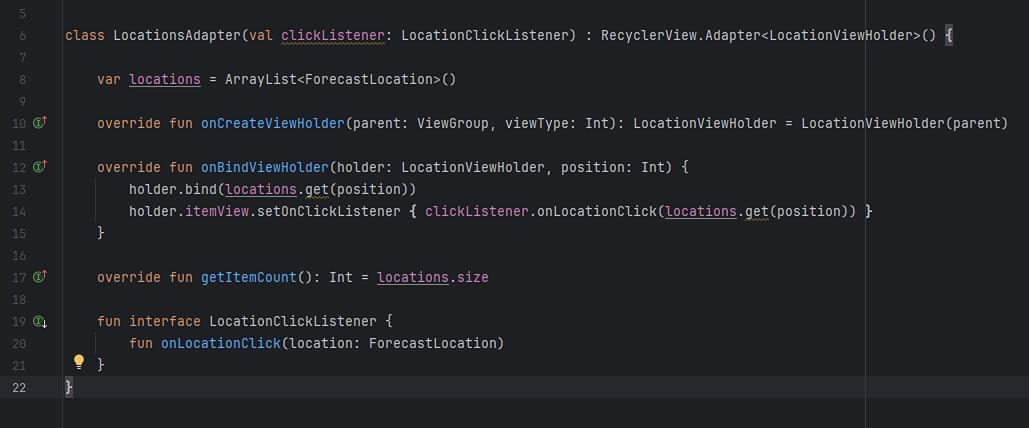 5
6 class LocationsAdapter(val clickListener: LocationClickListener) : RecyclerView.Adapter<LocationViewHolder>() {
7
8     var locations = ArrayList<ForecastLocation>()
9
10     override fun onCreateViewHolder(parent: ViewGroup, viewType: Int): LocationViewHolder = LocationViewHolder(parent)
11
12     override fun onBindViewHolder(holder: LocationViewHolder, position: Int) {
13         holder.bind(locations.get(position))
14         holder.itemView.setOnClickListener { clickListener.onLocationClick(locations.get(position)) }
15     }
16
17     override fun getItemCount(): Int = locations.size
18
19     fun interface LocationClickListener {
20         fun onLocationClick(location: ForecastLocation)
21     }
22 }